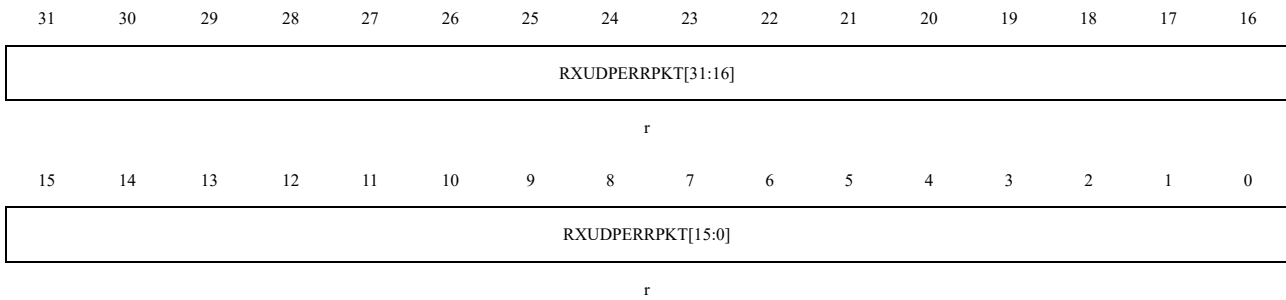 31 30 29 28 27 26 25 24 23 22 21 20 19 18 17 16
RXUDPERRPKT[31:16]
r
15 14 13 12 11 10 9 8 7 6 5 4 3 2 1 0
RXUDPERRPKT[15:0]
r